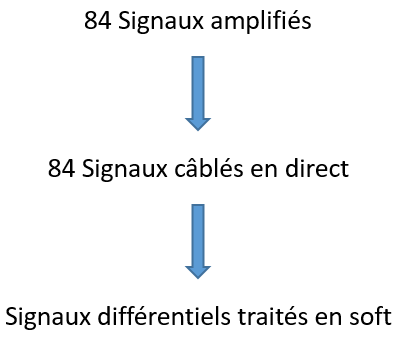 84 Signaux amplifiés
84 Signaux câblés en direct
Signaux différentiels traités en soft